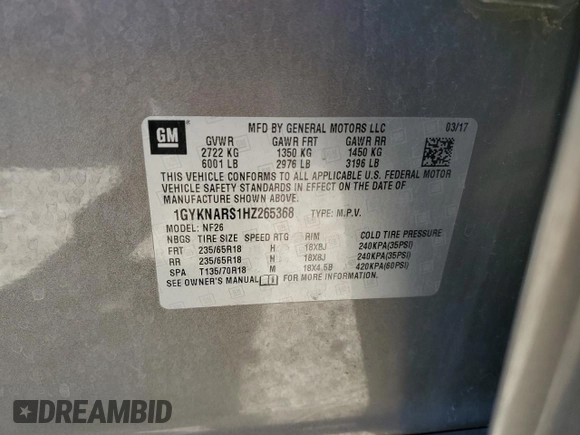 GM
MFD BY GENERAL MOTORS LLC 03/17
GVWR GAWR FRT GAWR RR
2722 KG 1350 KG 1450 KG
6001 LB 2976 LB 3196 LB
THIS VEHICLE CONFORMS TO ALL APPLICABLE U.S. FEDERAL MOTOR
VEHICLE SAFETY STANDARDS IN EFFECT ON THE DATE OF
MANUFACTURE SHOWN ABOVE.
1GYKNARS1HZ265368 TYPE: M.P.V.
MODEL: NF26
NBGS TIRE SIZE SPEED RTG RIM COLD TIRE PRESSURE
FRT 235/65R18 H 18X8J 240KPA(35PSI)
RR 235/65R18 H 18X8J 240KPA(35PSI)
SPA T135/70R18 M 18X4.5B 420KPA(60PSI)
SEE OWNER'S MANUAL FOR MORE INFORMATION.
DREAMBID